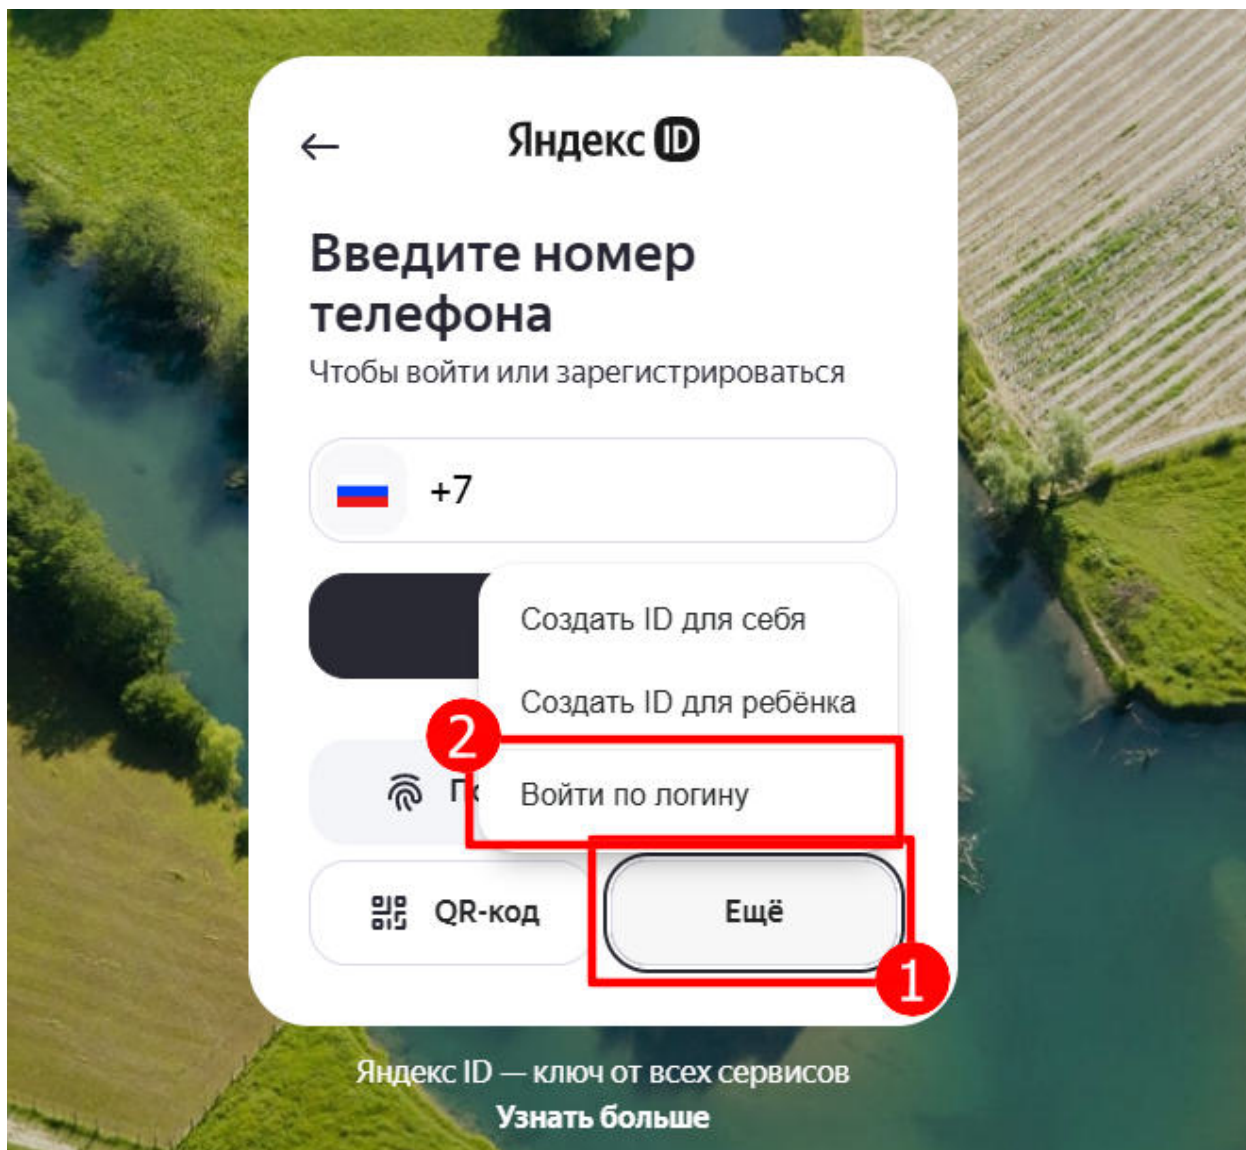 Яндекс ID
Введите номер
телефона
Чтобы войти или зарегистрироваться
+7
Создать ID для себя
Создать ID для ребёнка
2
Войти по логину
QR-код
Ещё
1
Яндекс ID — ключ от всех сервисов
Узнать больше